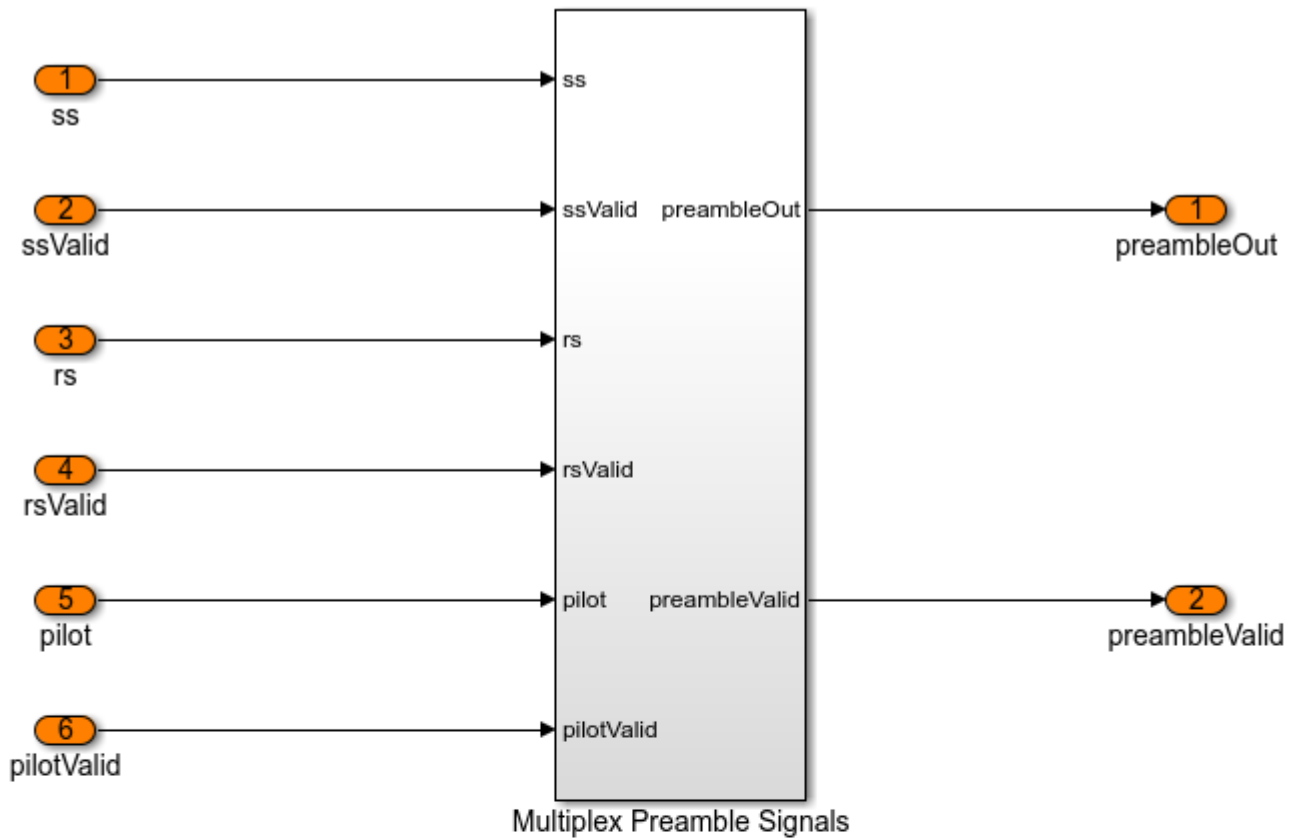 1
ss
ss
2
ssValid
ssValid
preambleOut
1
preambleOut
3
rs
rs
4
rsValid
rsValid
5
pilot
pilot
preambleValid
2
preambleValid
6
pilotValid
pilotValid
Multiplex Preamble Signals